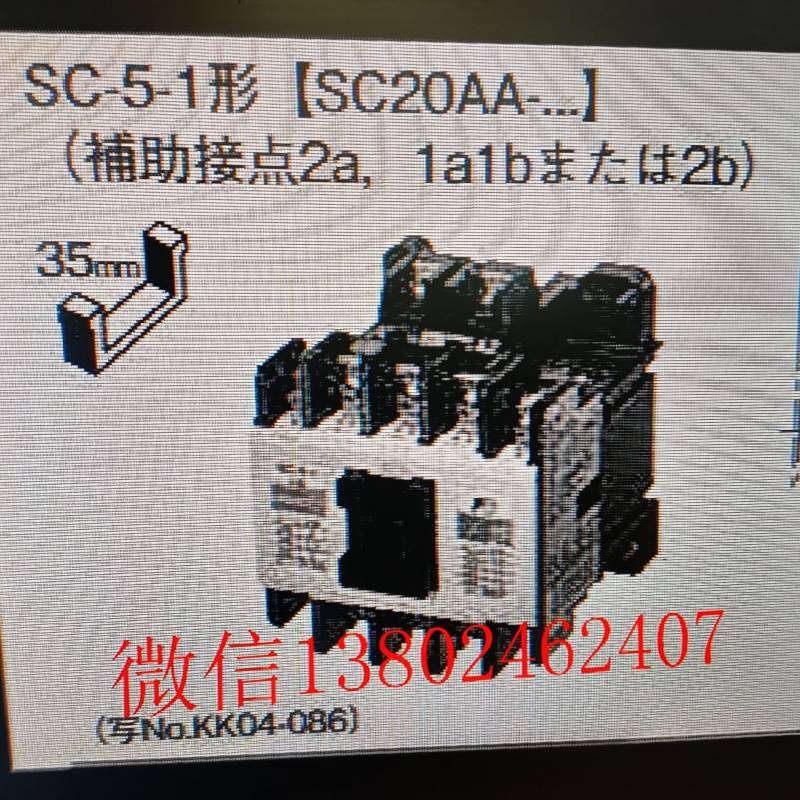 SC-5-1形【SC20AA-...】
（補助接点2a, 1a1bまたは2b）
35mm
微信13802462407
（写No.KK04-086）